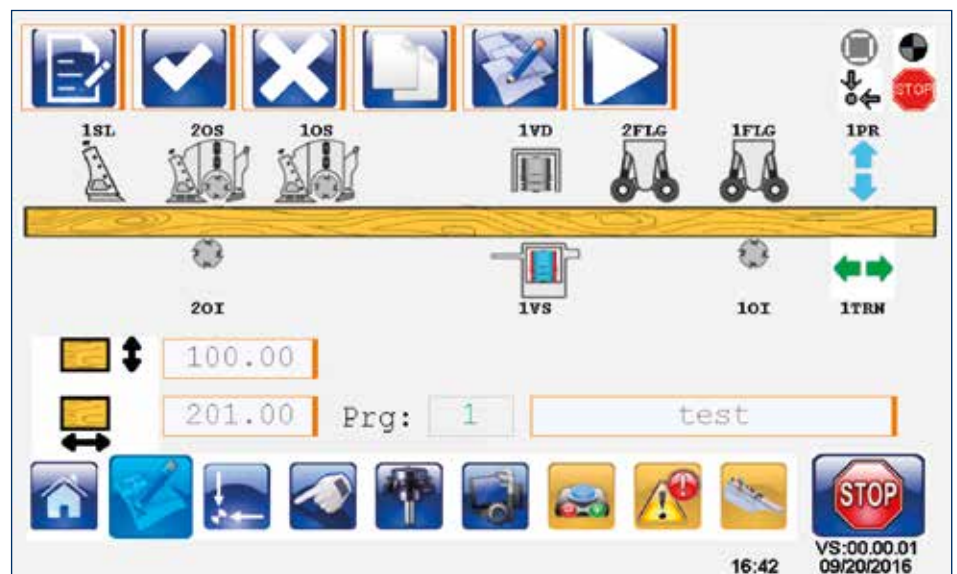 STOP
1SL 2OS 1OS 1VD 2FLG 1FLG 1PR
2OI 1VS 1OI 1TRN
100.00
201.00 Prg: 1 test
STOP
VS:00.00.01
16:42 09/20/2016